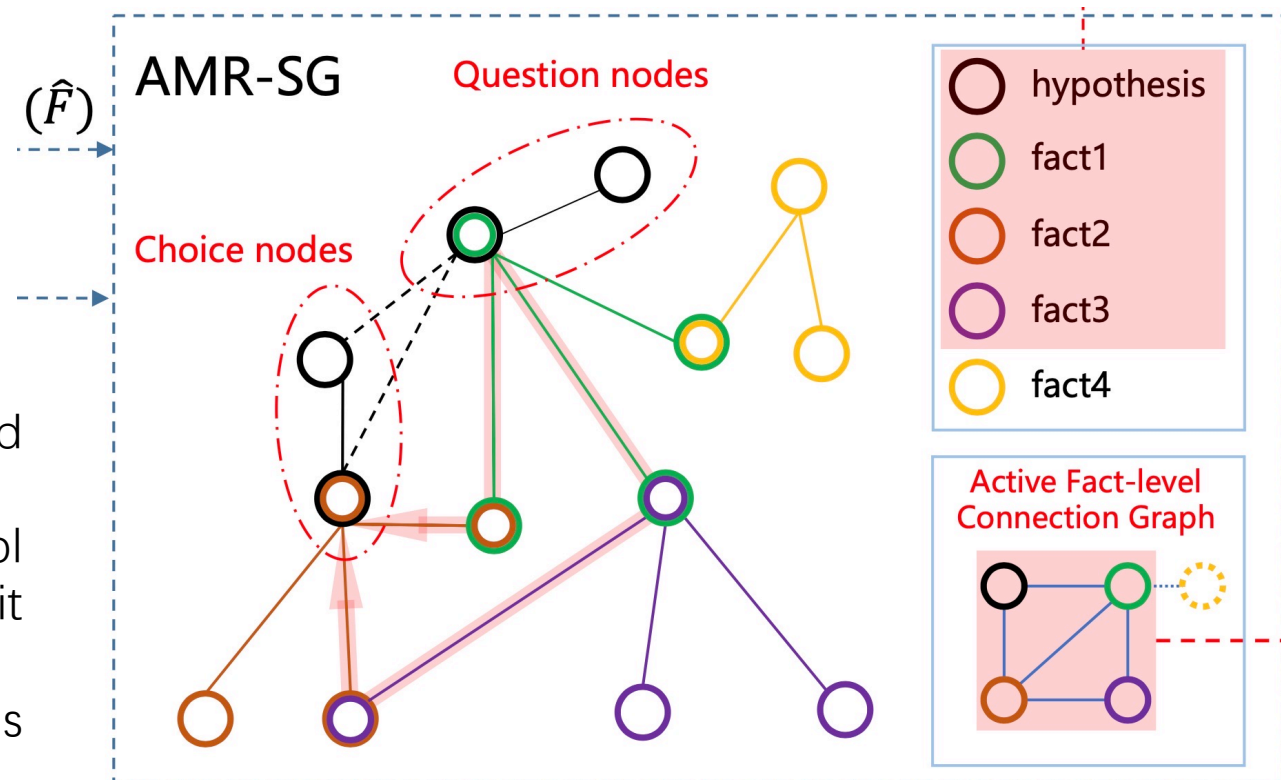 (F̂)
d
ol
it
s
AMR-SG
Question nodes
Choice nodes
hypothesis
fact1
fact2
fact3
fact4
Active Fact-level
Connection Graph